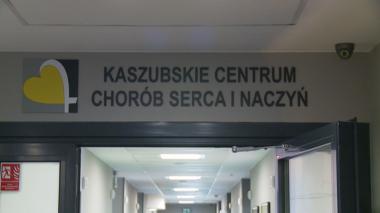 KASZUBSKIE CENTRUM
CHORÓB SERCA I NACZYŃ